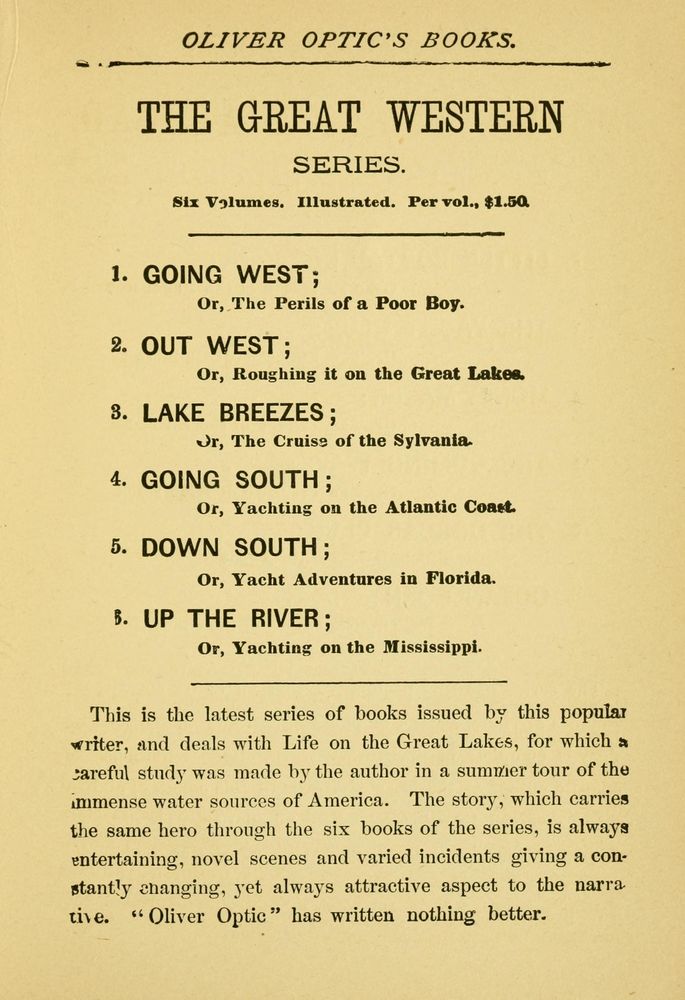 OLIVER OPTIC'S BOOKS.
THE GREAT WESTERN
SERIES.
Six Volumes. Illustrated. Per vol., $1.50.
1. GOING WEST;
Or, The Perils of a Poor Boy.
2. OUT WEST;
Or, Roughing it on the Great Lakes.
3. LAKE BREEZES;
Or, The Cruise of the Sylvania.
4. GOING SOUTH;
Or, Yachting on the Atlantic Coast.
5. DOWN SOUTH;
Or, Yacht Adventures in Florida.
6. UP THE RIVER;
Or, Yachting on the Mississippi.
This is the latest series of books issued by this popular
writer, and deals with Life on the Great Lakes, for which a
careful study was made by the author in a summer tour of the
immense water sources of America. The story, which carries
the same hero through the six books of the series, is always
entertaining, novel scenes and varied incidents giving a con-
stantly changing, yet always attractive aspect to the narra-
tive. "Oliver Optic" has written nothing better.